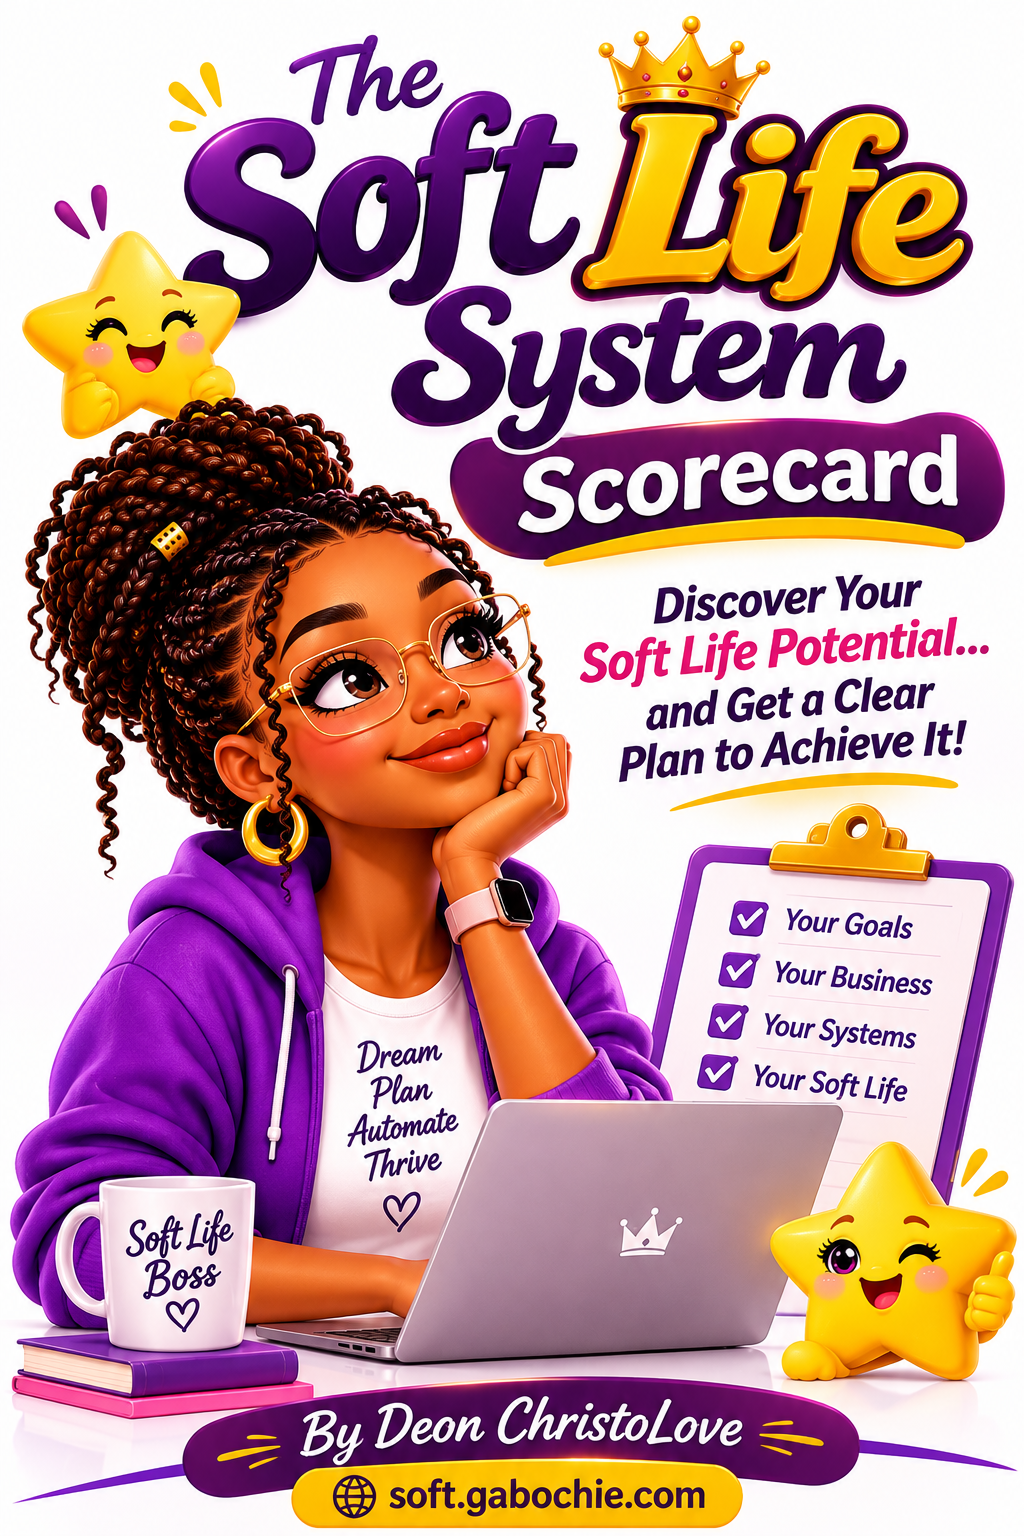 The
Soft Life
System
Scorecard
Discover Your
Soft Life Potential...
and Get a Clear
Plan to Achieve It!
Your Goals
Your Business
Your Systems
Your Soft Life
Dream
Plan
Automate
Thrive
Soft Life
Boss
By Deon ChristoLove
soft.gabochie.com